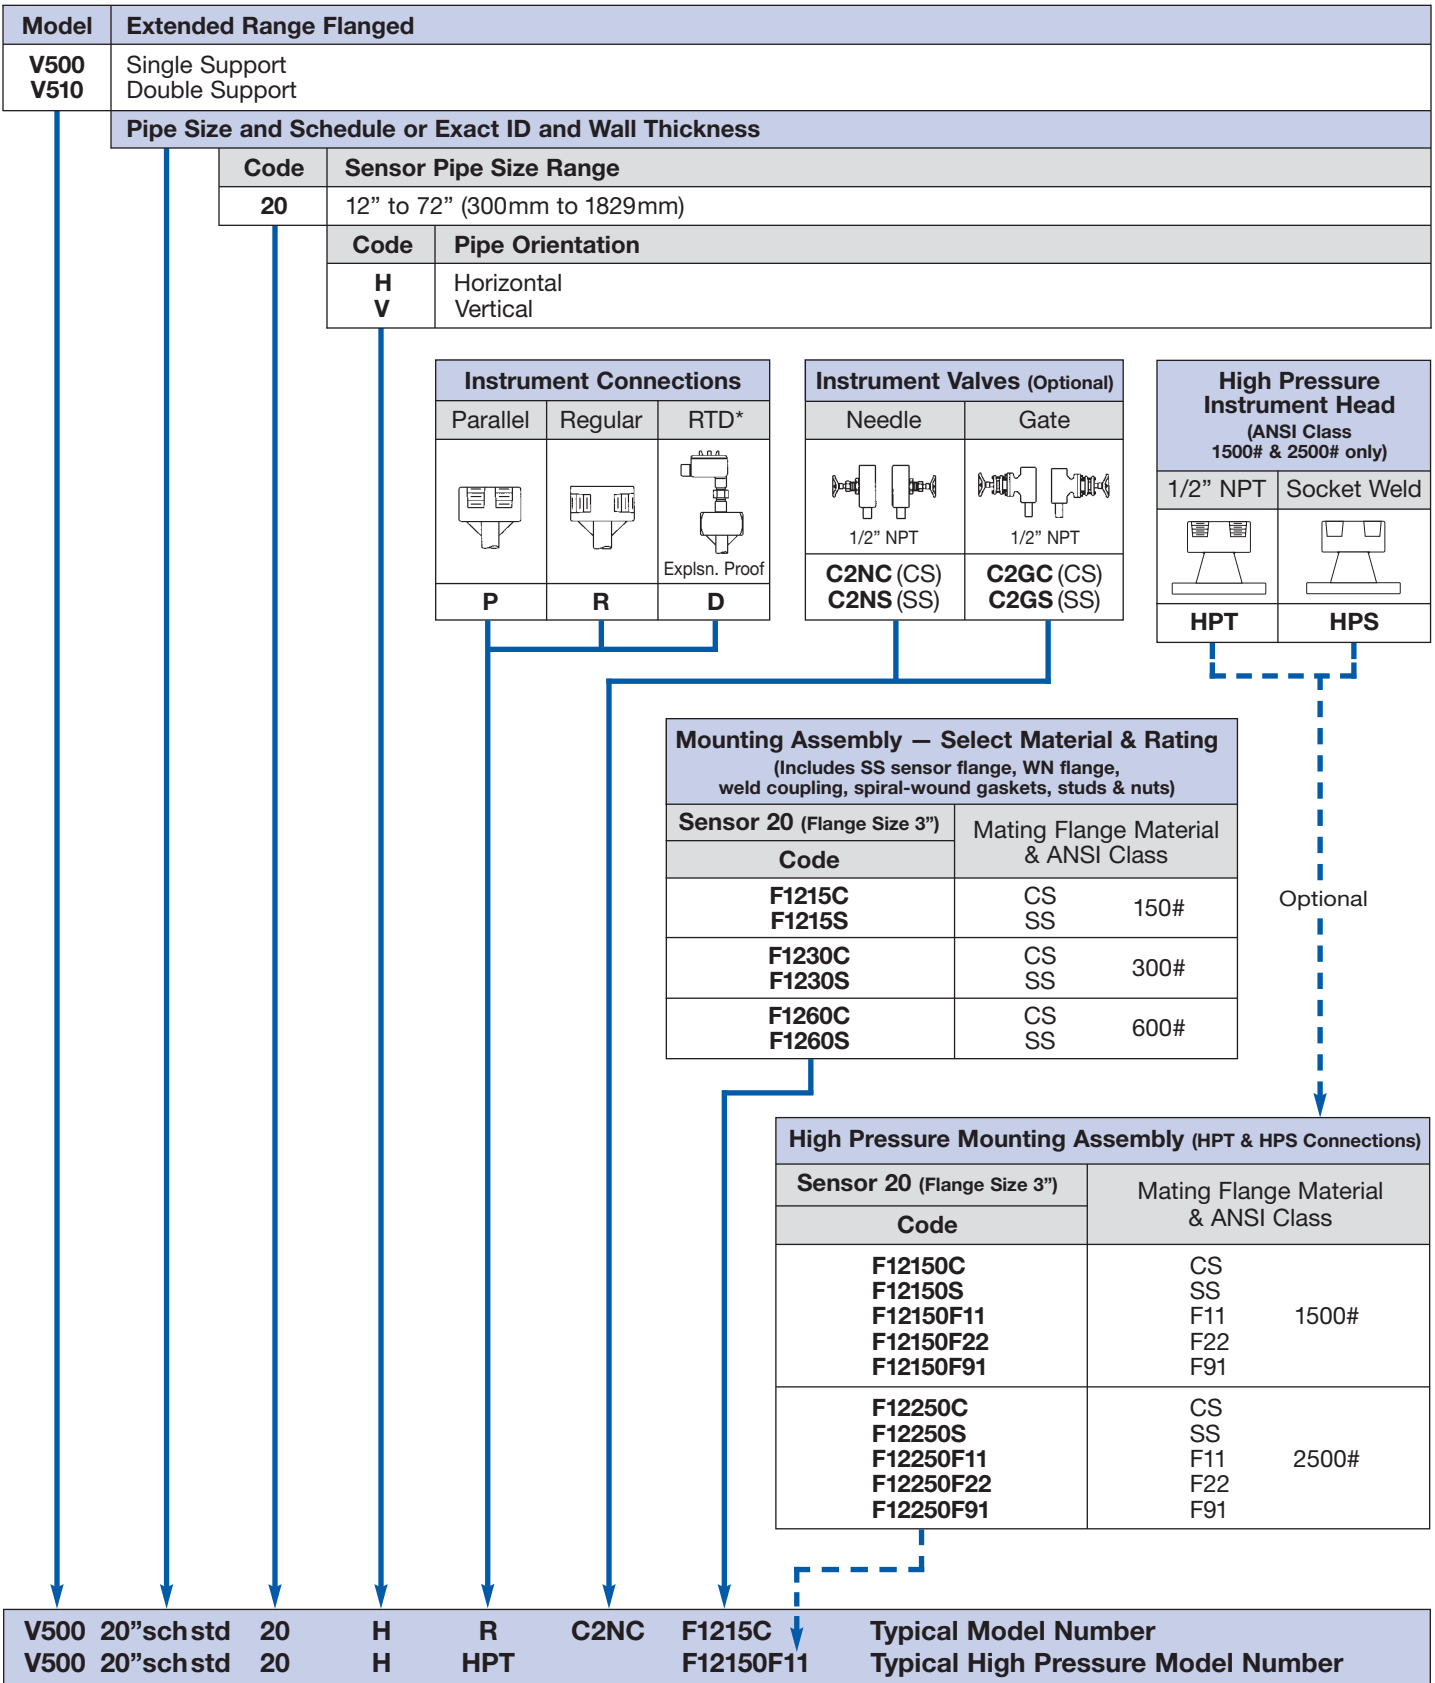 Model Extended Range Flanged
V500 Single Support
V510 Double Support
Pipe Size and Schedule or Exact ID and Wall Thickness
Code Sensor Pipe Size Range
20 12” to 72” (300mm to 1829mm)
Code Pipe Orientation
H Horizontal
V Vertical
Instrument Connections
Parallel Regular RTD*
Explsn. Proof
P R D
Instrument Valves (Optional)
Needle Gate
1/2” NPT 1/2” NPT
C2NC (CS) C2GC (CS)
C2NS (SS) C2GS (SS)
High Pressure
Instrument Head
(ANSI Class
1500# & 2500# only)
1/2” NPT Socket Weld
HPT HPS
Mounting Assembly — Select Material & Rating
(Includes SS sensor flange, WN flange,
weld coupling, spiral-wound gaskets, studs & nuts)
Sensor 20 (Flange Size 3”) Mating Flange Material
Code & ANSI Class
F1215C CS 150#
F1215S SS
F1230C CS 300#
F1230S SS
F1260C CS 600#
F1260S SS
Optional
High Pressure Mounting Assembly (HPT & HPS Connections)
Sensor 20 (Flange Size 3”) Mating Flange Material
Code & ANSI Class
F12150C CS
F12150S SS
F12150F11 F11 1500#
F12150F22 F22
F12150F91 F91
F12250C CS
F12250S SS
F12250F11 F11 2500#
F12250F22 F22
F12250F91 F91
V500 20”sch std 20 H R C2NC F1215C Typical Model Number
V500 20”sch std 20 H HPT F12150F11 Typical High Pressure Model Number